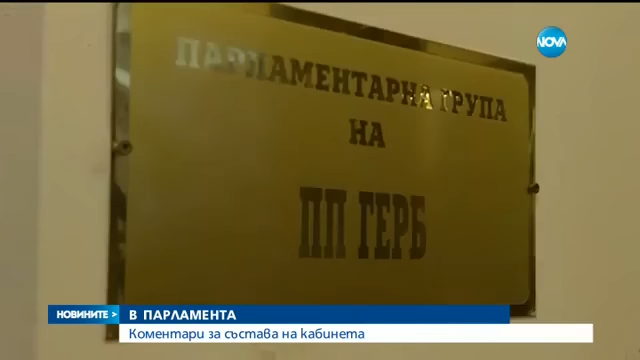 NOVA
ПАРЛАМЕНТАРНА ГРУПА
НА
ПП ГЕРБ
НОВИНИТЕ >
В ПАРЛАМЕНТА
Коментари за състава на кабинета